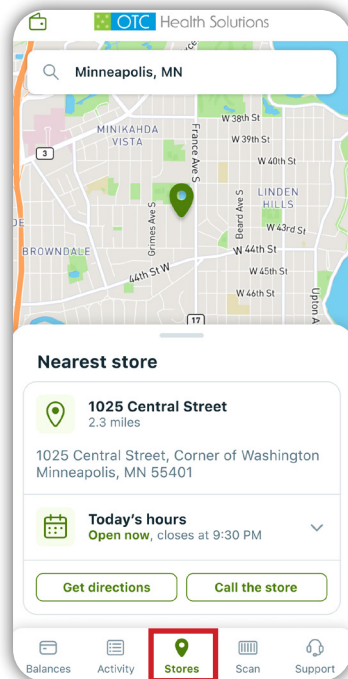 OTC Health Solutions
Minneapolis, MN
W 38th St
MINIKAHDA
VISTA
France Ave S
W 39th St
3
W 40th St
Grimes Ave S
Beard Ave S
LINDEN
HILLS
W 43rd St
BROWNDALE
W 44th St
44th St W
W 45th St
W 46th St
Upton A
17
Nearest store
1025 Central Street
2.3 miles
1025 Central Street, Corner of Washington
Minneapolis, MN 55401
Today's hours
Open now, closes at 9:30 PM
Get directions
Call the store
Balances
Activity
Stores
Scan
Support